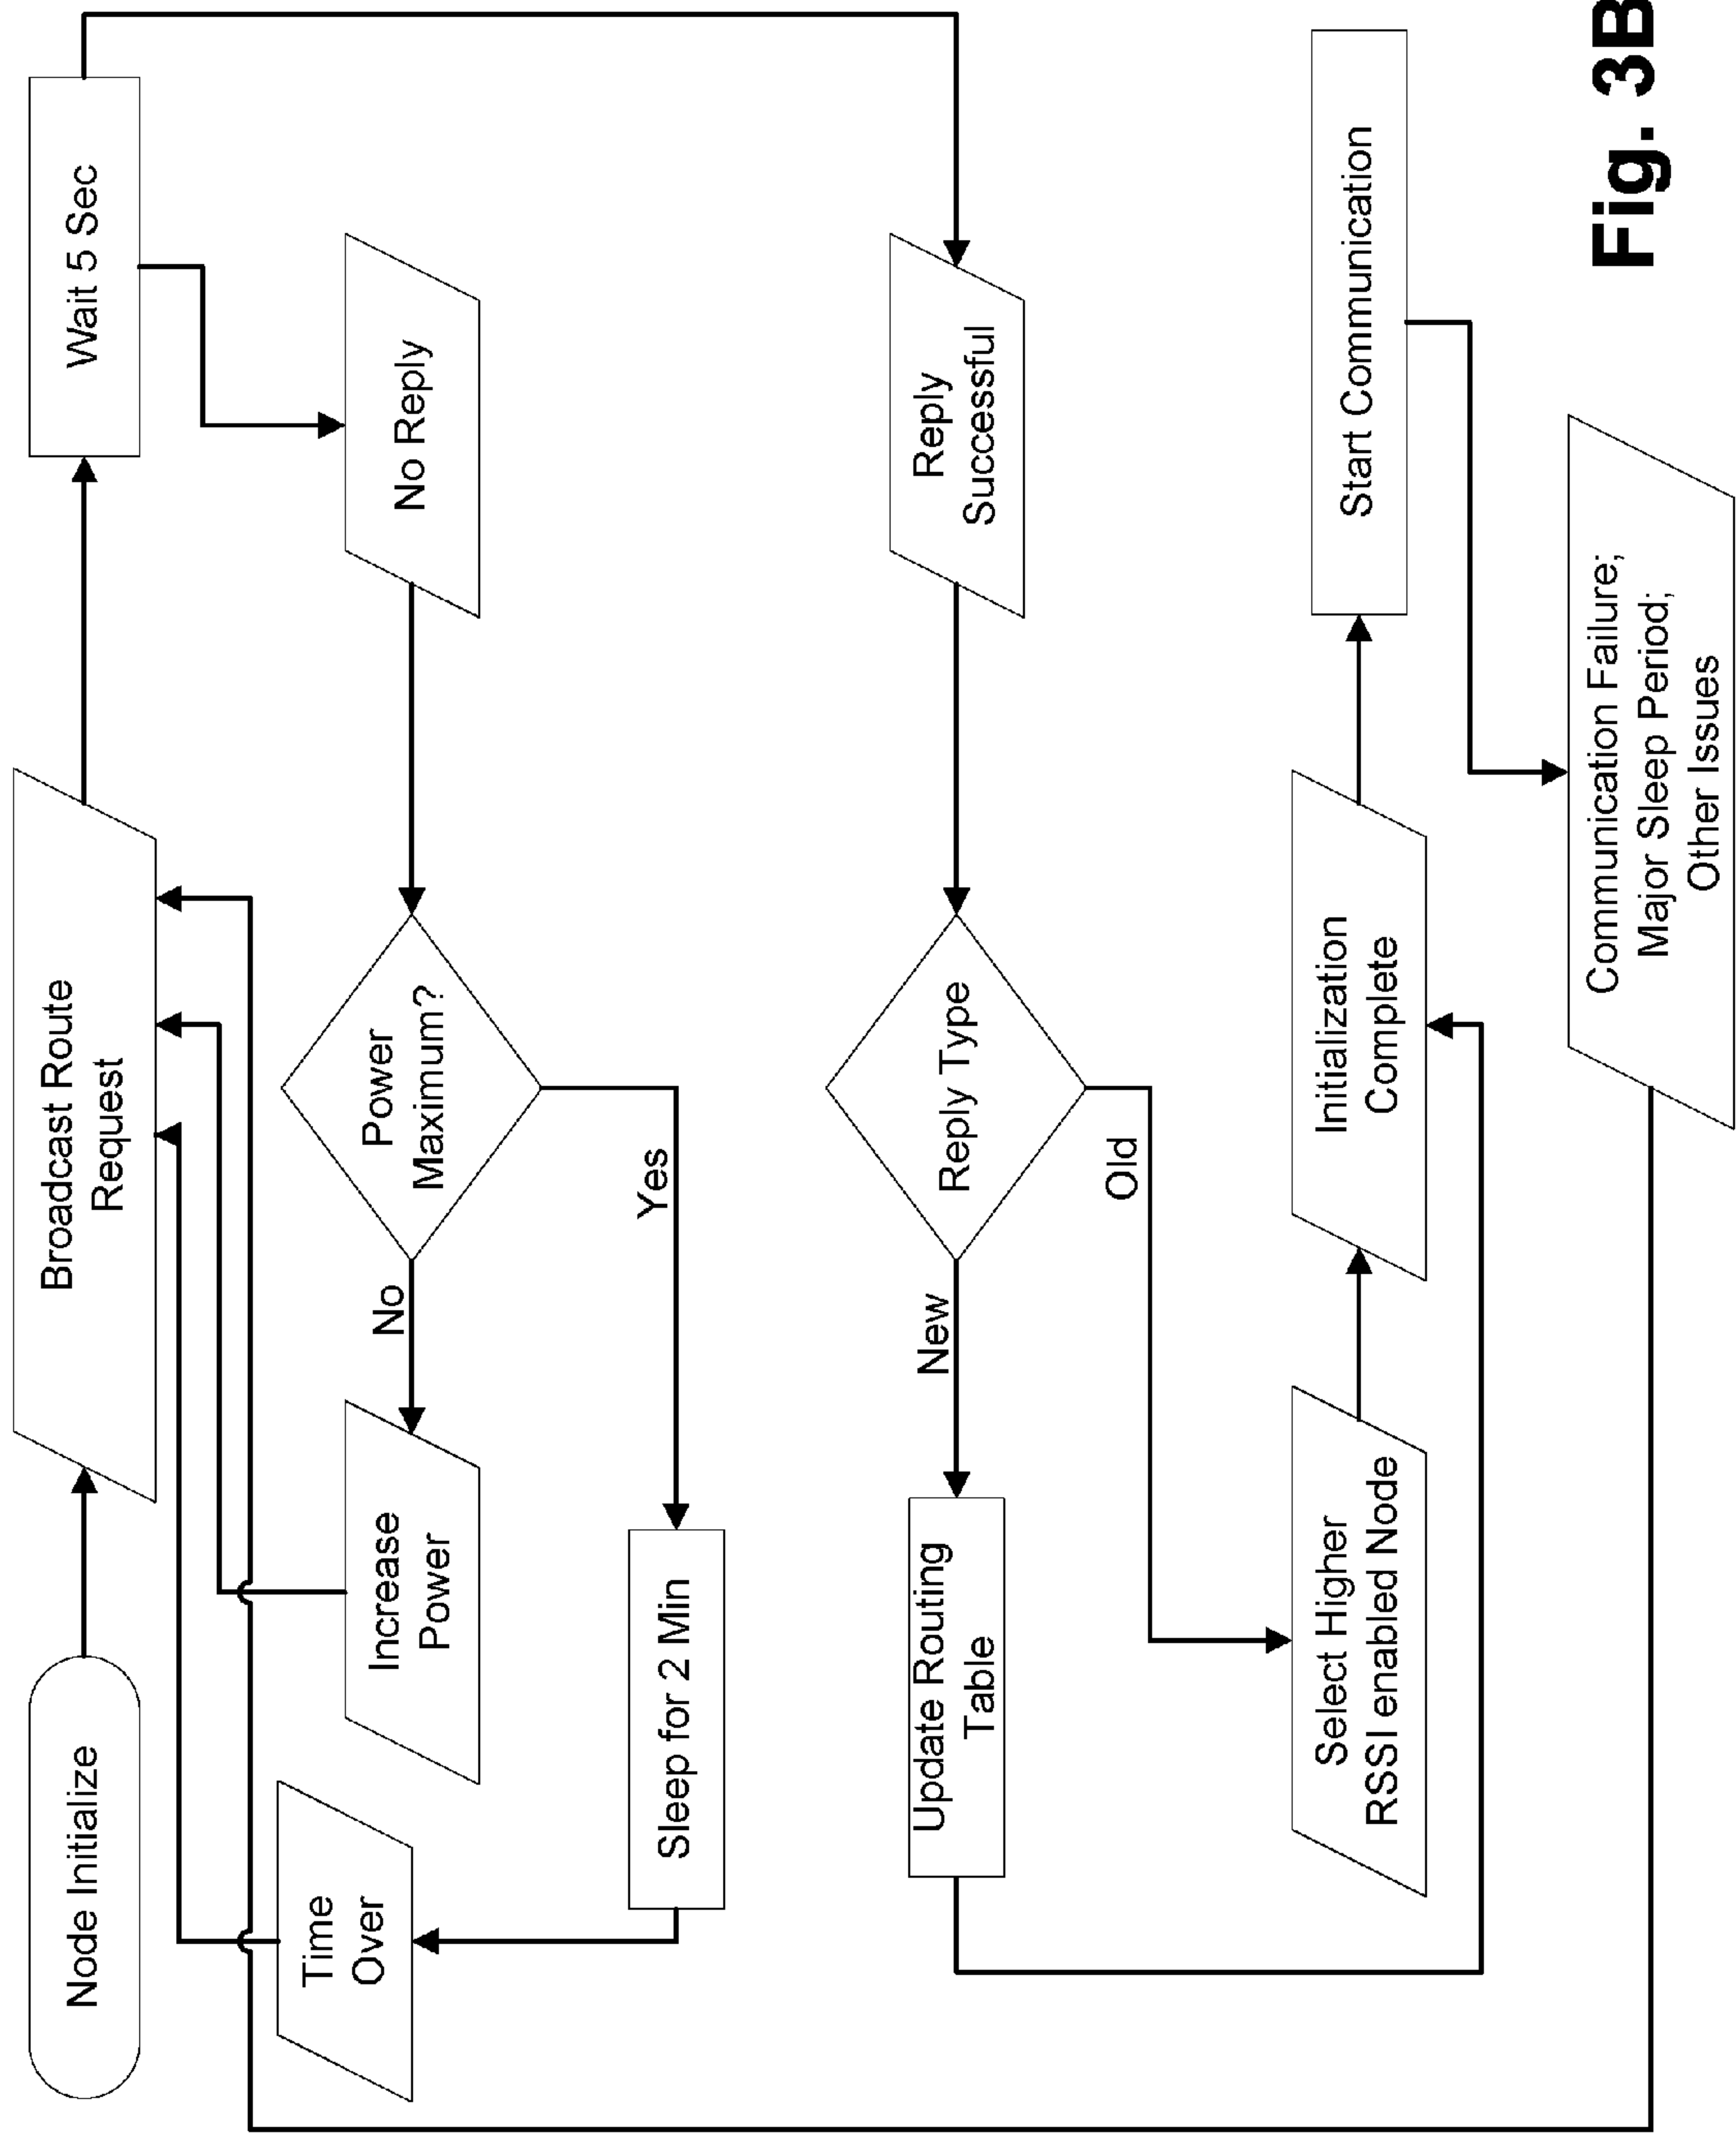 Node Initialize
Broadcast Route
Request
Wait 5 Sec
Time
Over
Increase
Power
No
Power
Maximum?
No Reply
Yes
Sleep for 2 Min
Update Routing
Table
New
Reply Type
Reply
Successful
Old
Select Higher
RSSI enabled Node
Initialization
Complete
Start Communication
Communication Failure;
Major Sleep Period;
Other Issues
Fig. 3B